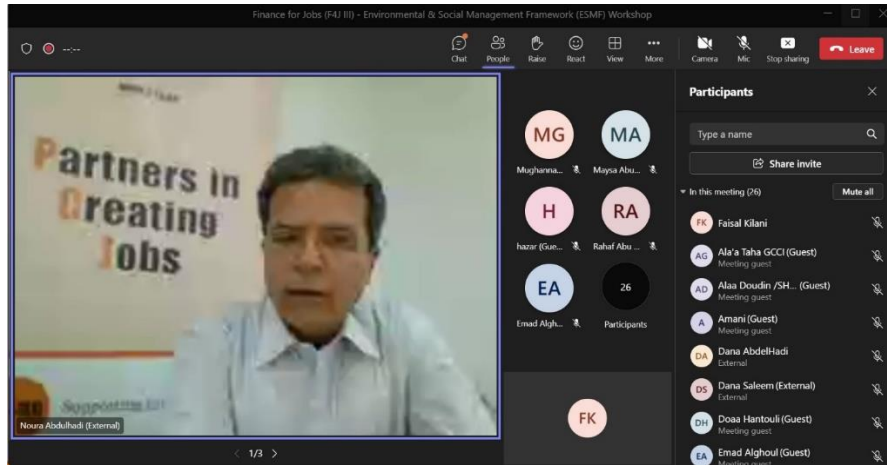 Finance for Jobs (F4J III) - Environmental & Social Management Framework (ESMF) Workshop
--:--
Chat
People
Raise
React
View
More
Camera
Mic
Stop sharing
Leave
Partners in
Creating
Jobs
Noura Abdulhadi (External)
1/3
MG
Mughanna...
MA
Maysa Abu...
H
hazar (Gue...
RA
Rahaf Abu ...
EA
Emad Algh...
26
Participants
FK
Participants
Type a name
Share invite
In this meeting (26)
Mute all
FK
Faisal Kilani
AG
Ala'a Taha GCCI (Guest)
Meeting guest
AD
Alaa Doudin /SH... (Guest)
Meeting guest
A
Amani (Guest)
Meeting guest
DA
Dana AbdelHadi
External
DS
Dana Saleem (External)
External
DH
Doaa Hantouli (Guest)
Meeting guest
EA
Emad Alghoul (Guest)
Meeting guest